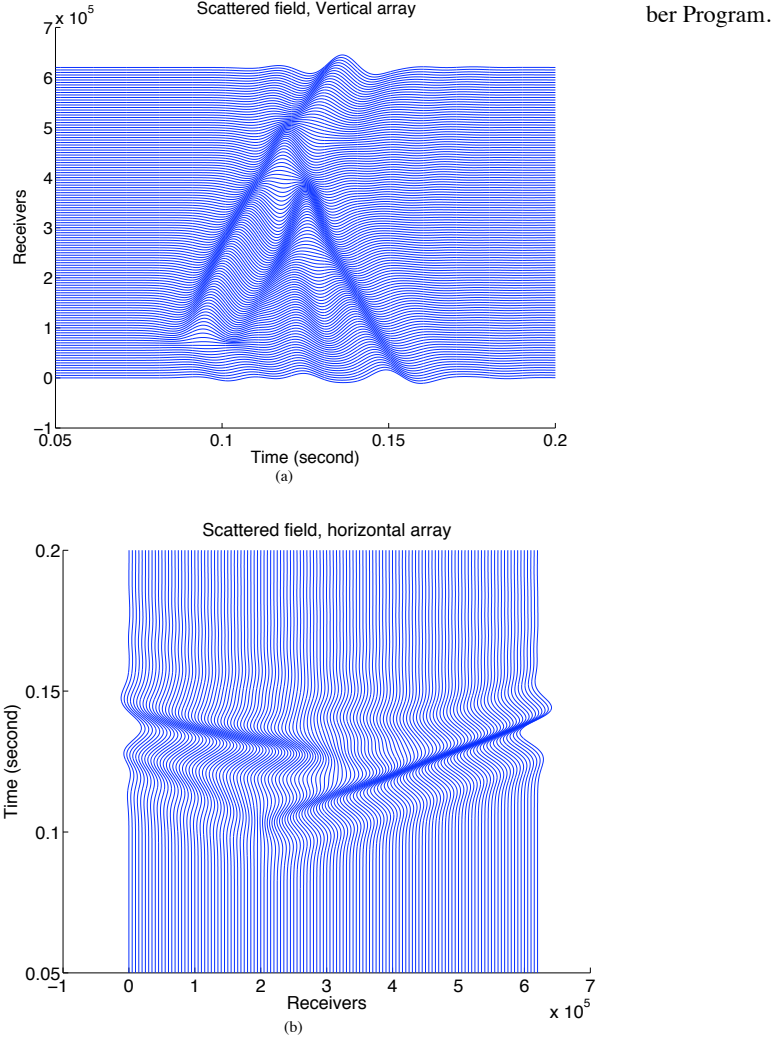 Scattered field, Vertical array
ber Program.
x 10^5
7
6
5
4
3
2
1
0
−1
Receivers
0.05 0.1 0.15 0.2
Time (second)
(a)
Scattered field, horizontal array
0.2
0.15
0.1
0.05
Time (second)
−1 0 1 2 3 4 5 6 7
Receivers
x 10^5
(b)